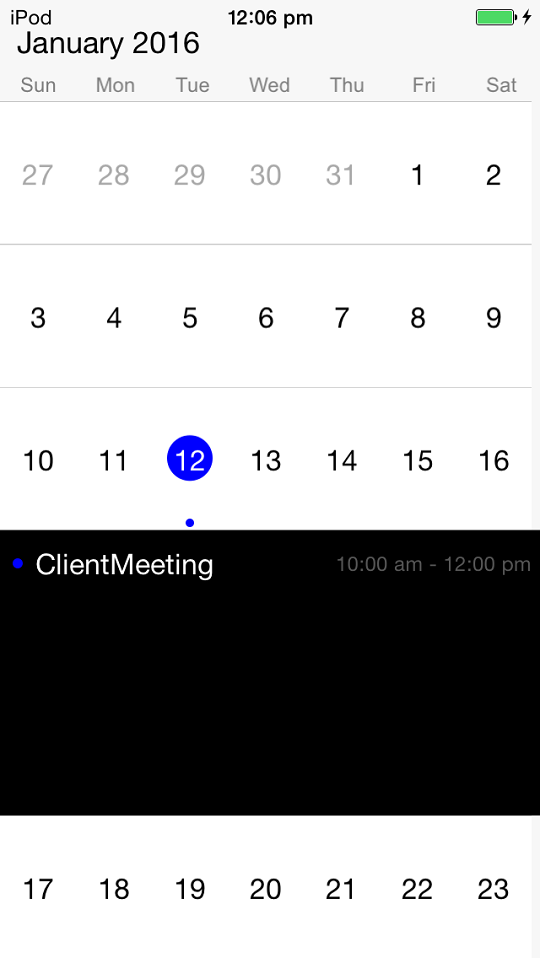 iPod 12:06 pm
January 2016
Sun Mon Tue Wed Thu Fri Sat
27 28 29 30 31 1 2
3 4 5 6 7 8 9
10 11 12 13 14 15 16
ClientMeeting 10:00 am - 12:00 pm
17 18 19 20 21 22 23